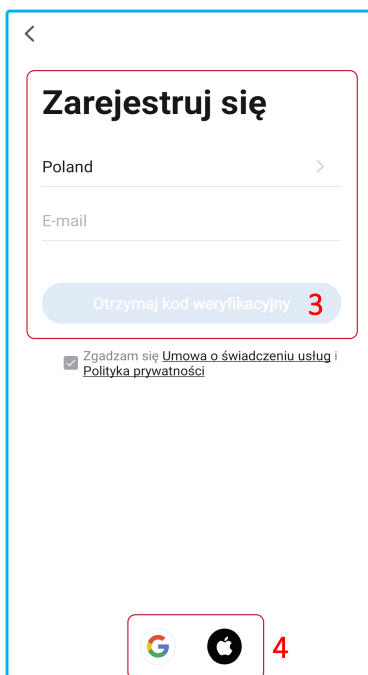 Zarejestruj się
Poland
E-mail
Otrzymaj kod weryfikacyjny 3
Zgadzam się Umowa o świadczeniu usług i
Polityka prywatności
4